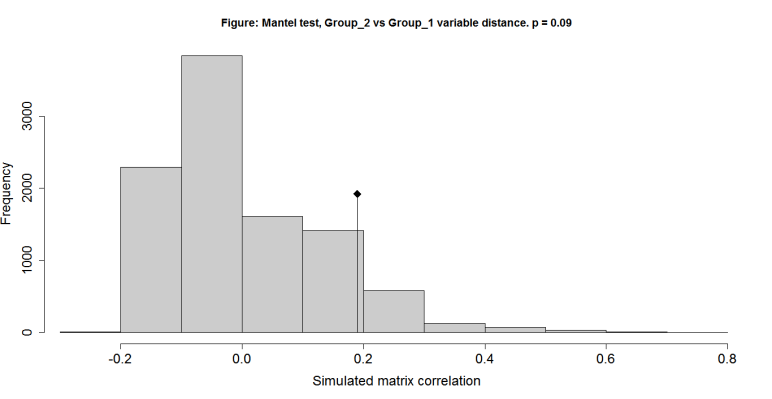 Figure: Mantel test, Group_2 vs Group_1 variable distance. p = 0.09
3000
2000
1000
0
Frequency
-0.2 0.0 0.2 0.4 0.6 0.8
Simulated matrix correlation